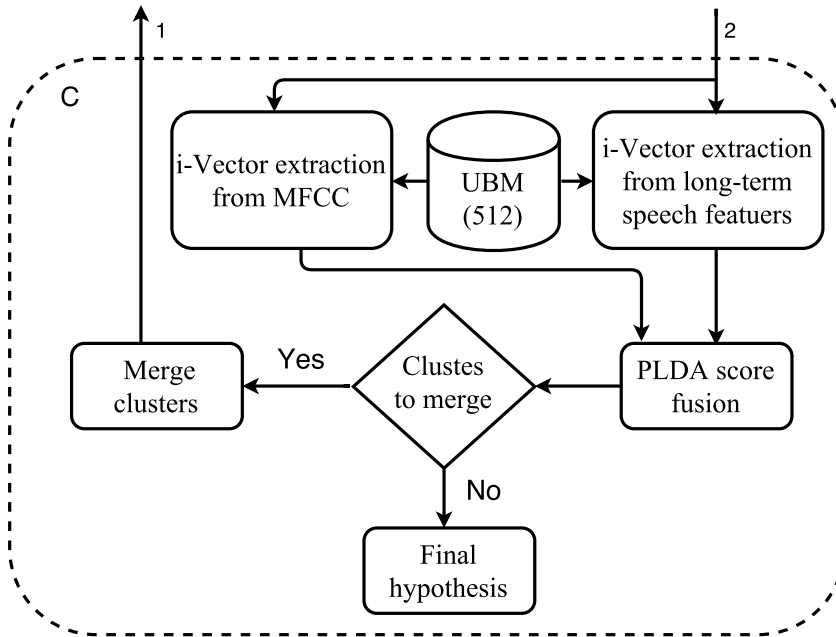 1
2
C
i-Vector extraction
from MFCC
UBM
(512)
i-Vector extraction
from long-term
speech featuers
Merge
clusters
Yes
Clustes
to merge
PLDA score
fusion
No
Final
hypothesis